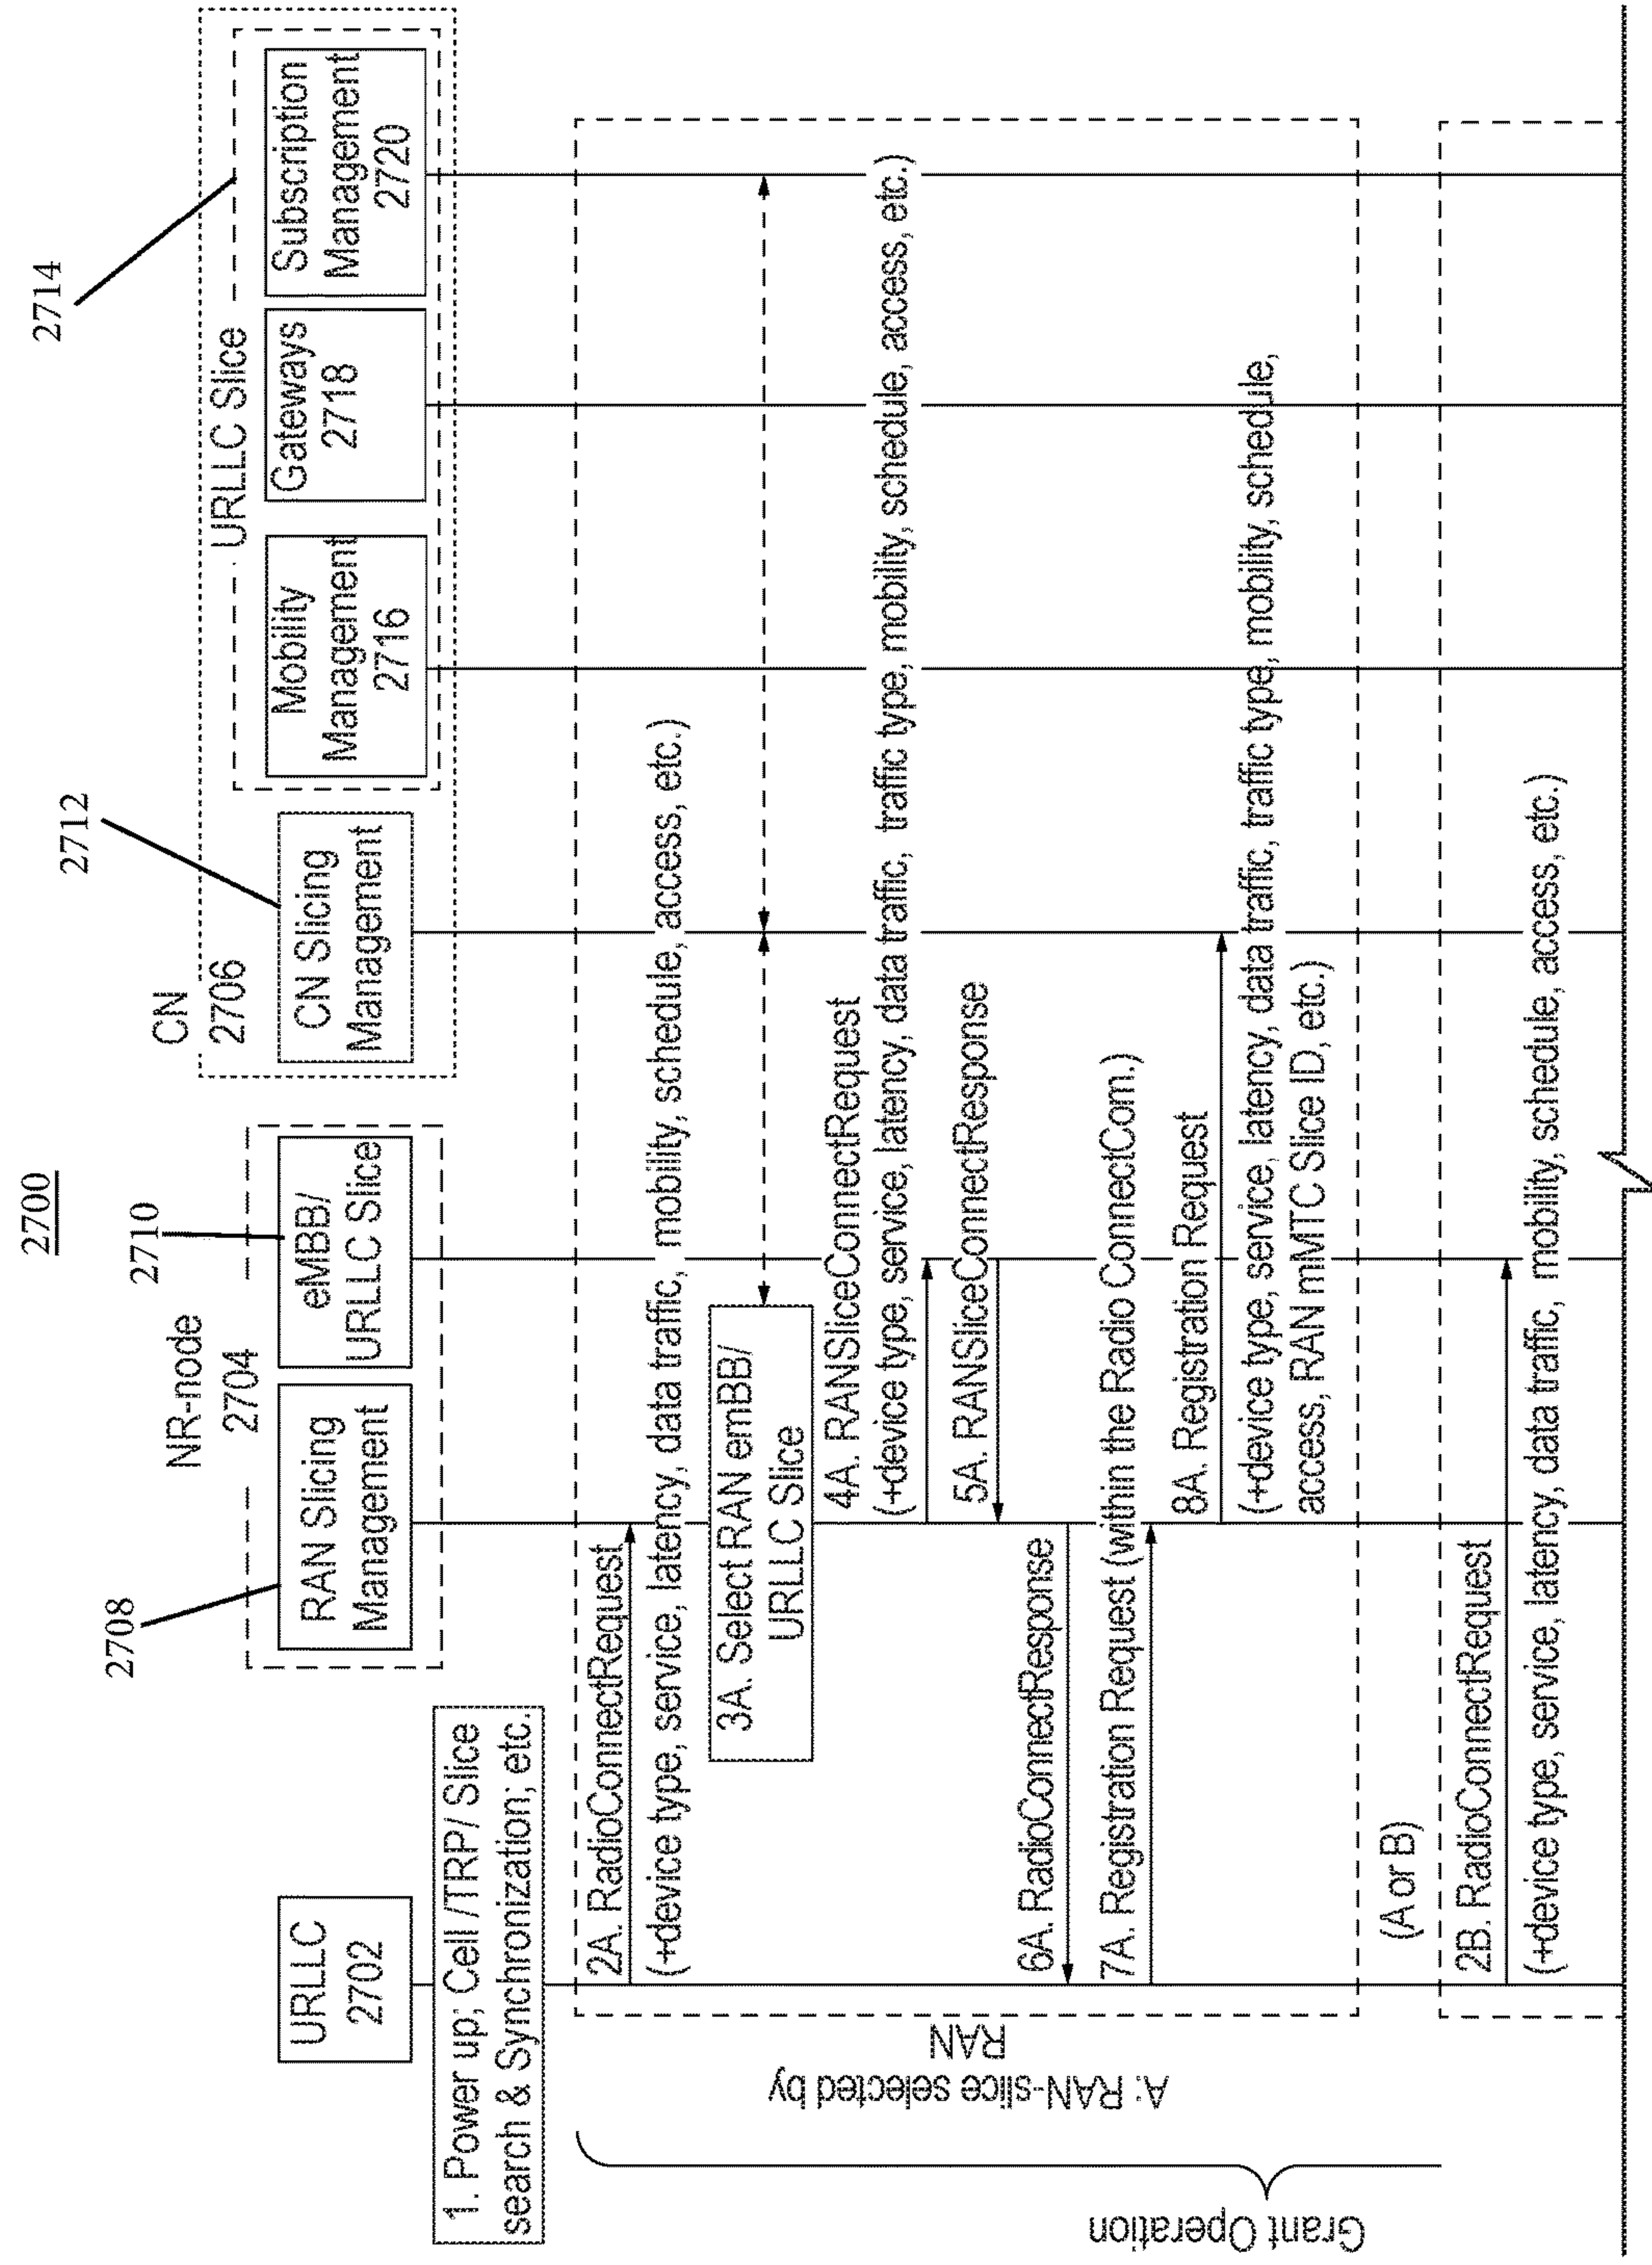 2700
2708
NR-node
2704
2710
CN
2706
2712
2714
URLLC Slice
URLLC
2702
RAN Slicing
Management
eMBB/
URLLC Slice
CN Slicing
Management
Mobility
Management
2716
Gateways
2718
Subscription
Management
2720
1. Power up; Cell /TRP/ Slice
search & Synchronization; etc.
2A. RadioConnectRequest
(+device type, service, latency, data traffic, mobility, schedule, access, etc.)
3A. Select RAN emBB/
URLLC Slice
4A. RANSliceConnectRequest
(+device type, service, latency, data traffic, traffic type, mobility, schedule, access, etc.)
5A. RANSliceConnectResponse
6A. RadioConnectResponse
7A. Registration Request (within the Radio ConnectCom.)
8A. Registration Request
(+device type, service, latency, data traffic, traffic type, mobility, schedule,
access, RAN mMTC Slice ID, etc.)
A: RAN-slice selected by
RAN
Grant Operation
(A or B)
2B. RadioConnectRequest
(+device type, service, latency, data traffic, mobility, schedule, access, etc.)